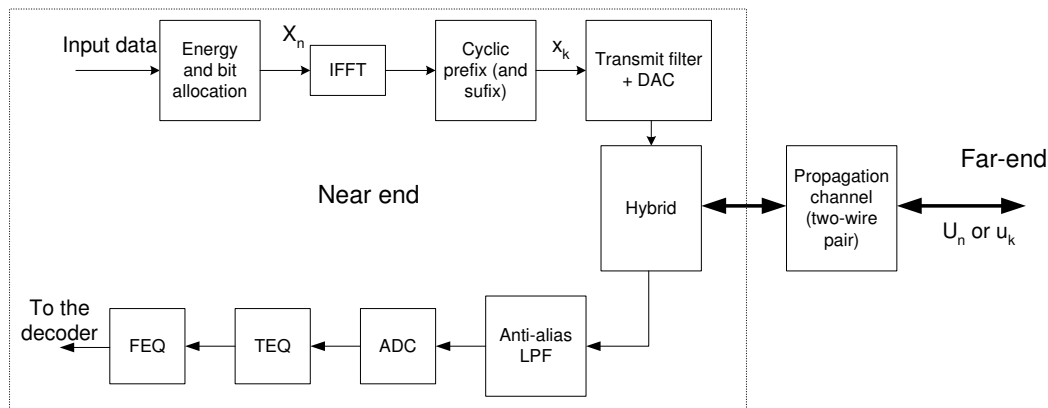 Input data
Energy
and bit
allocation
Xn
IFFT
Cyclic
prefix (and
sufix)
xk
Transmit filter
+ DAC
Near end
Hybrid
Propagation
channel
(two-wire
pair)
Far-end
Un or uk
To the
decoder
FEQ
TEQ
ADC
Anti-alias
LPF